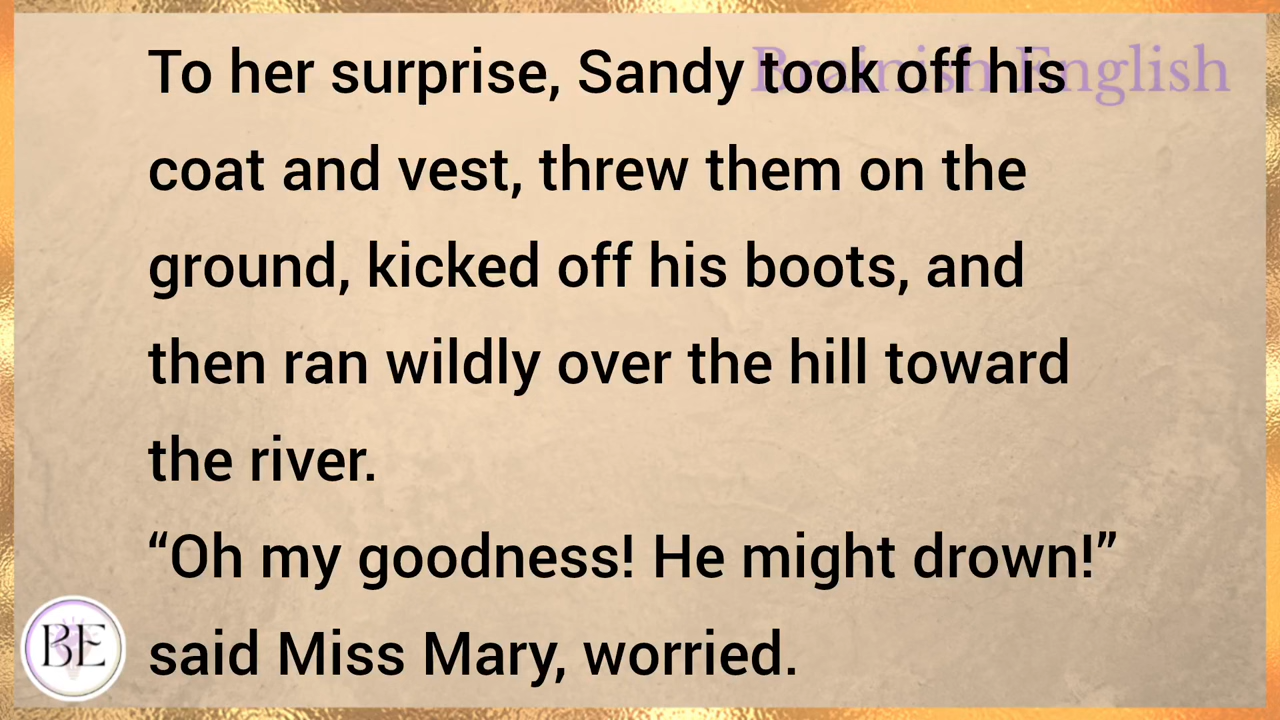 Brainish English
To her surprise, Sandy took off his
coat and vest, threw them on the
ground, kicked off his boots, and
then ran wildly over the hill toward
the river.
“Oh my goodness! He might drown!”
said Miss Mary, worried.
BE